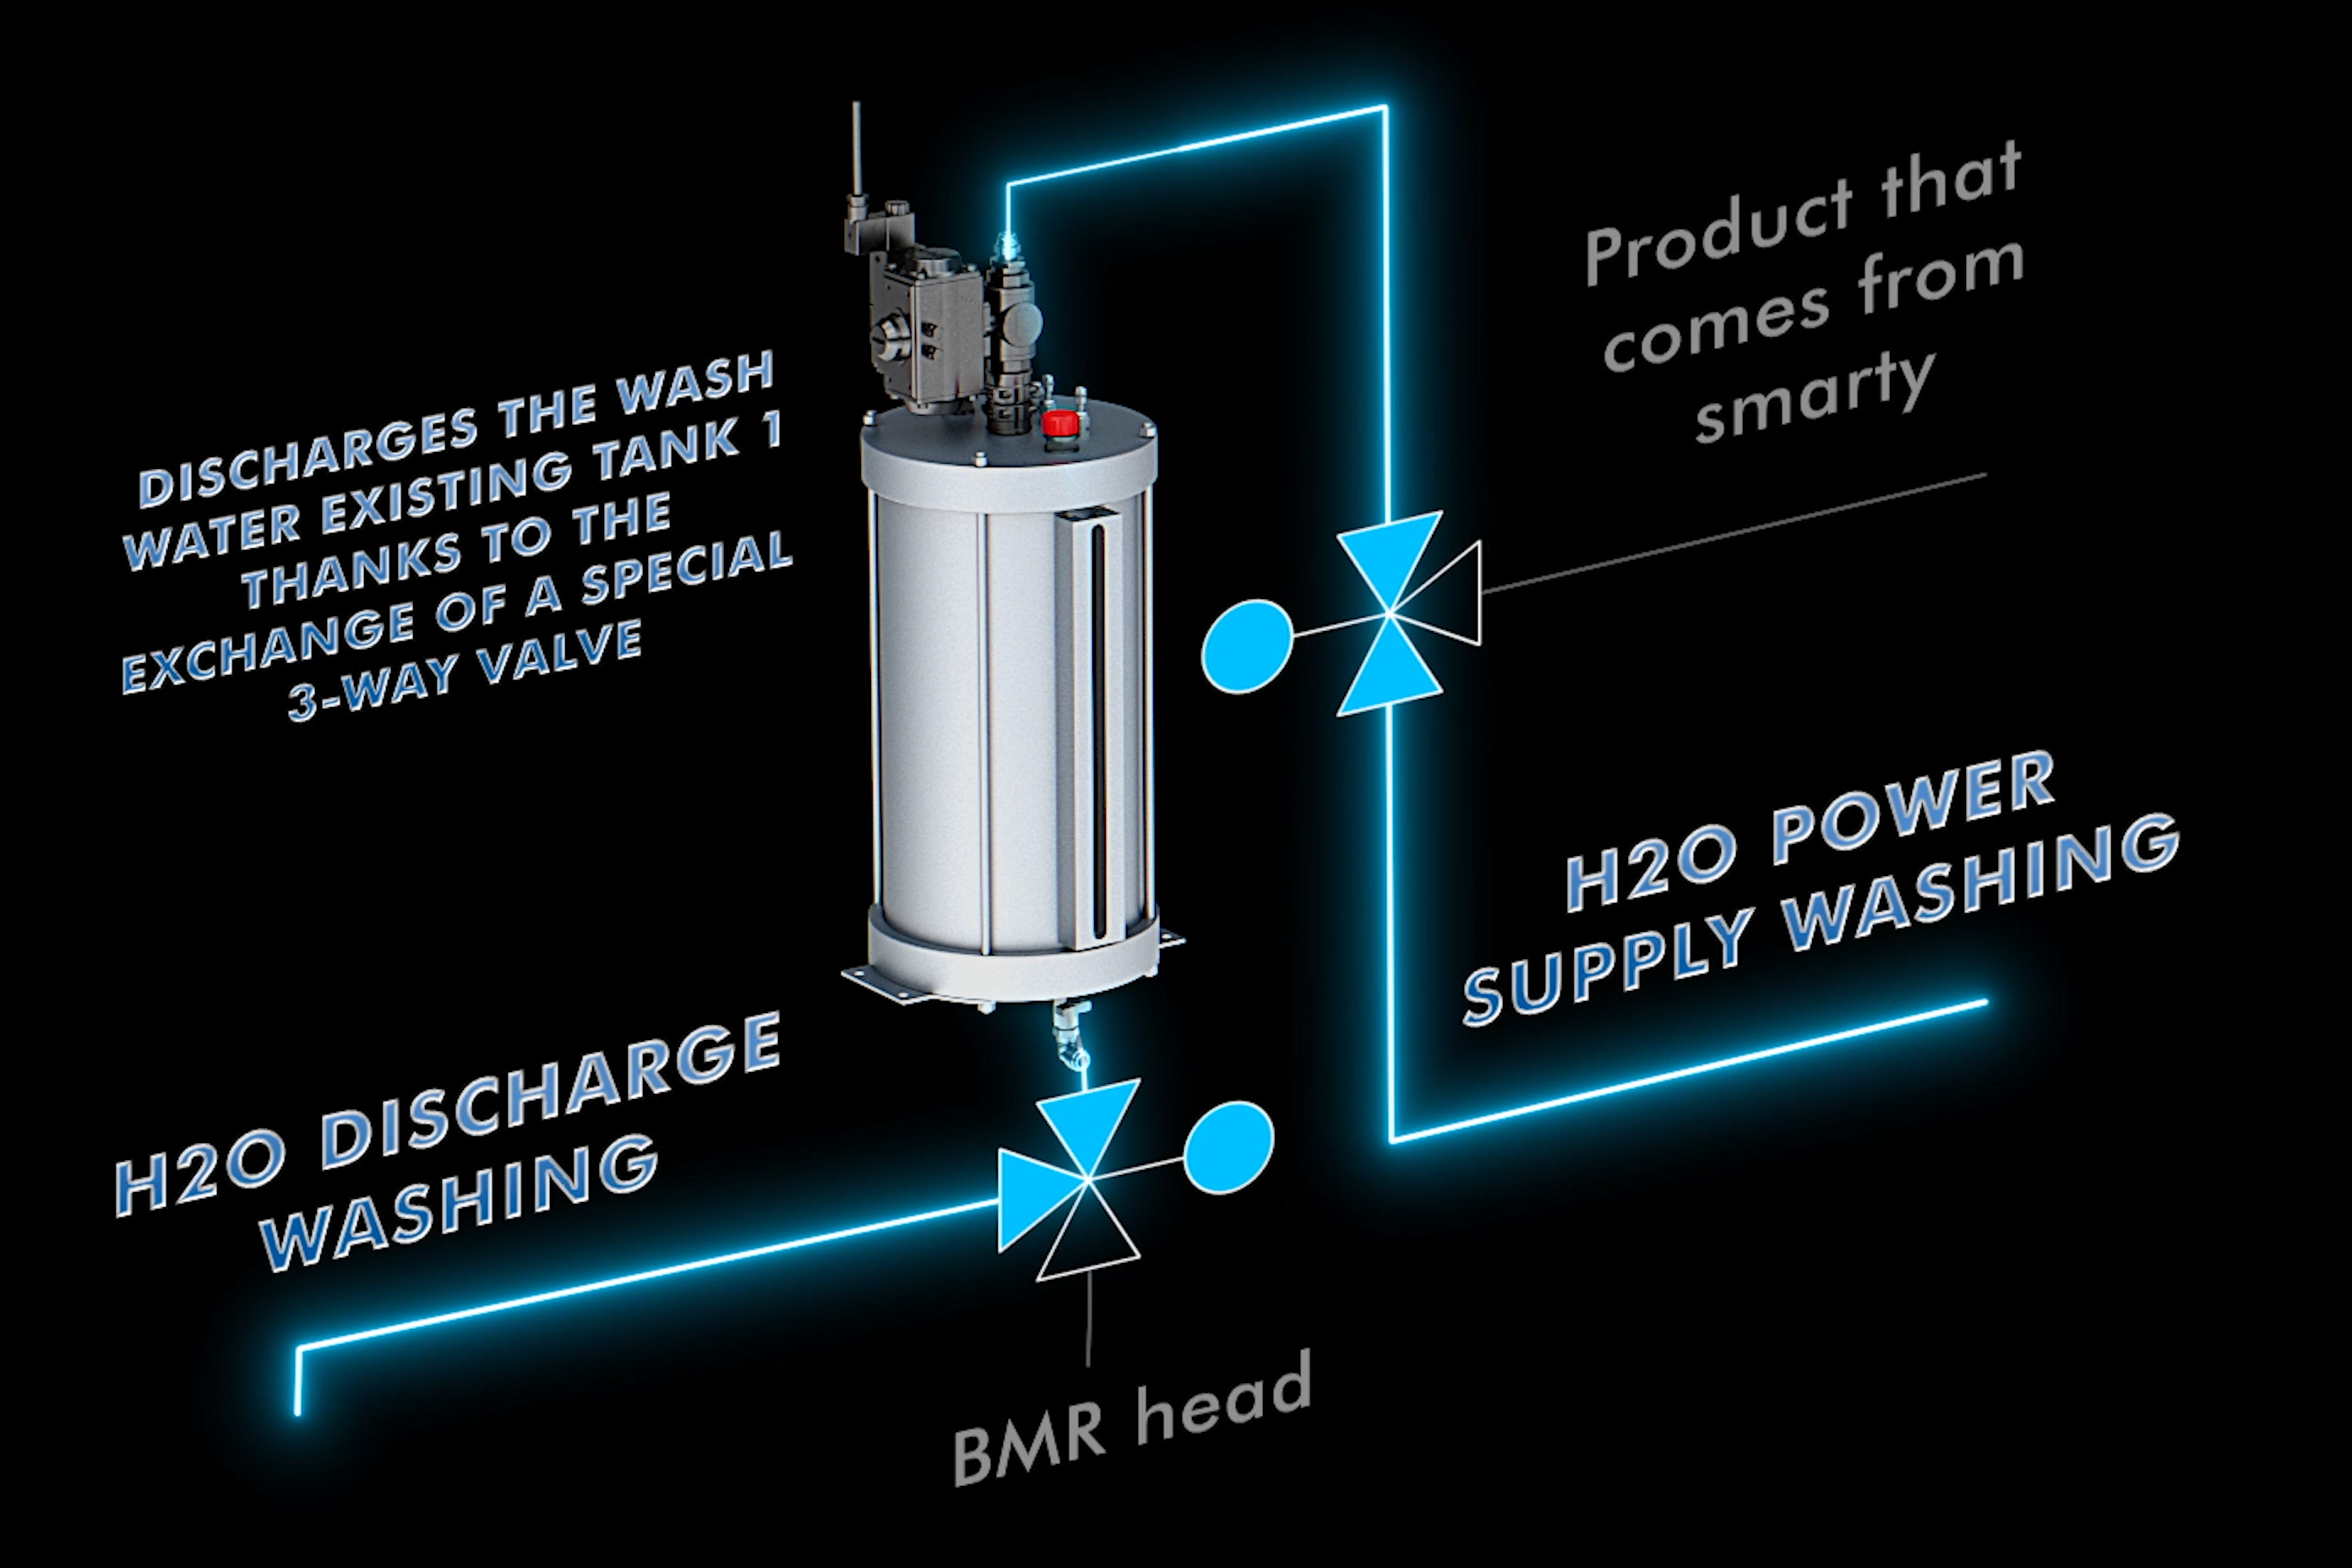 DISCHARGES THE WASH
WATER EXISTING TANK 1
THANKS TO THE
EXCHANGE OF A SPECIAL
3-WAY VALVE
Product that
comes from
smarty
H2O POWER
SUPPLY WASHING
H2O DISCHARGE
WASHING
BMR head